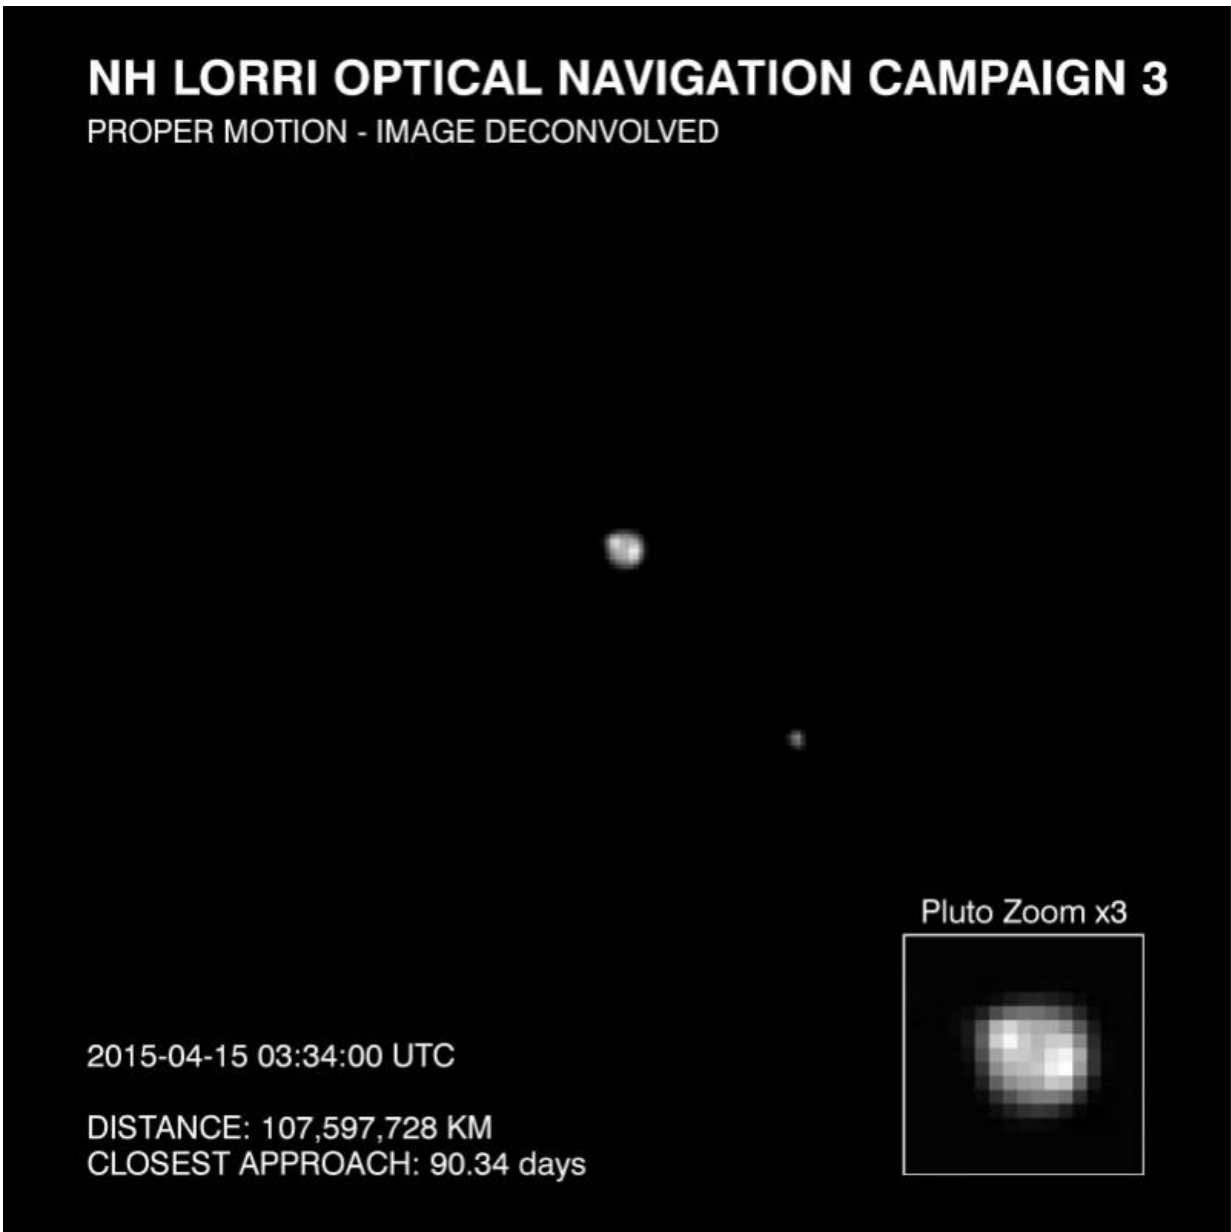 NH LORRI OPTICAL NAVIGATION CAMPAIGN 3
PROPER MOTION - IMAGE DECONVOLVED
Pluto Zoom x3
2015-04-15 03:34:00 UTC
DISTANCE: 107,597,728 KM
CLOSEST APPROACH: 90.34 days